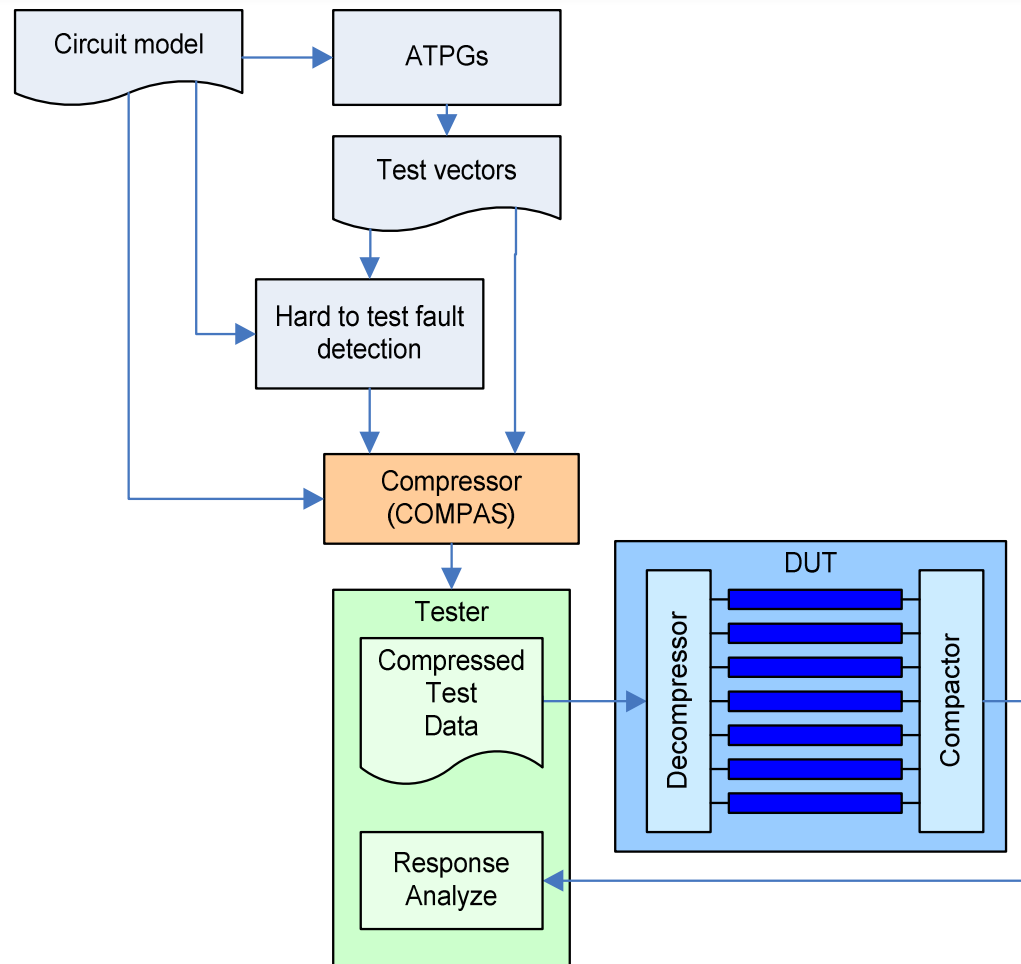 Circuit model
ATPGs
Test vectors
Hard to test fault
detection
Compressor
(COMPAS)
Tester
Compressed
Test
Data
Response
Analyze
DUT
Decompressor
Compactor